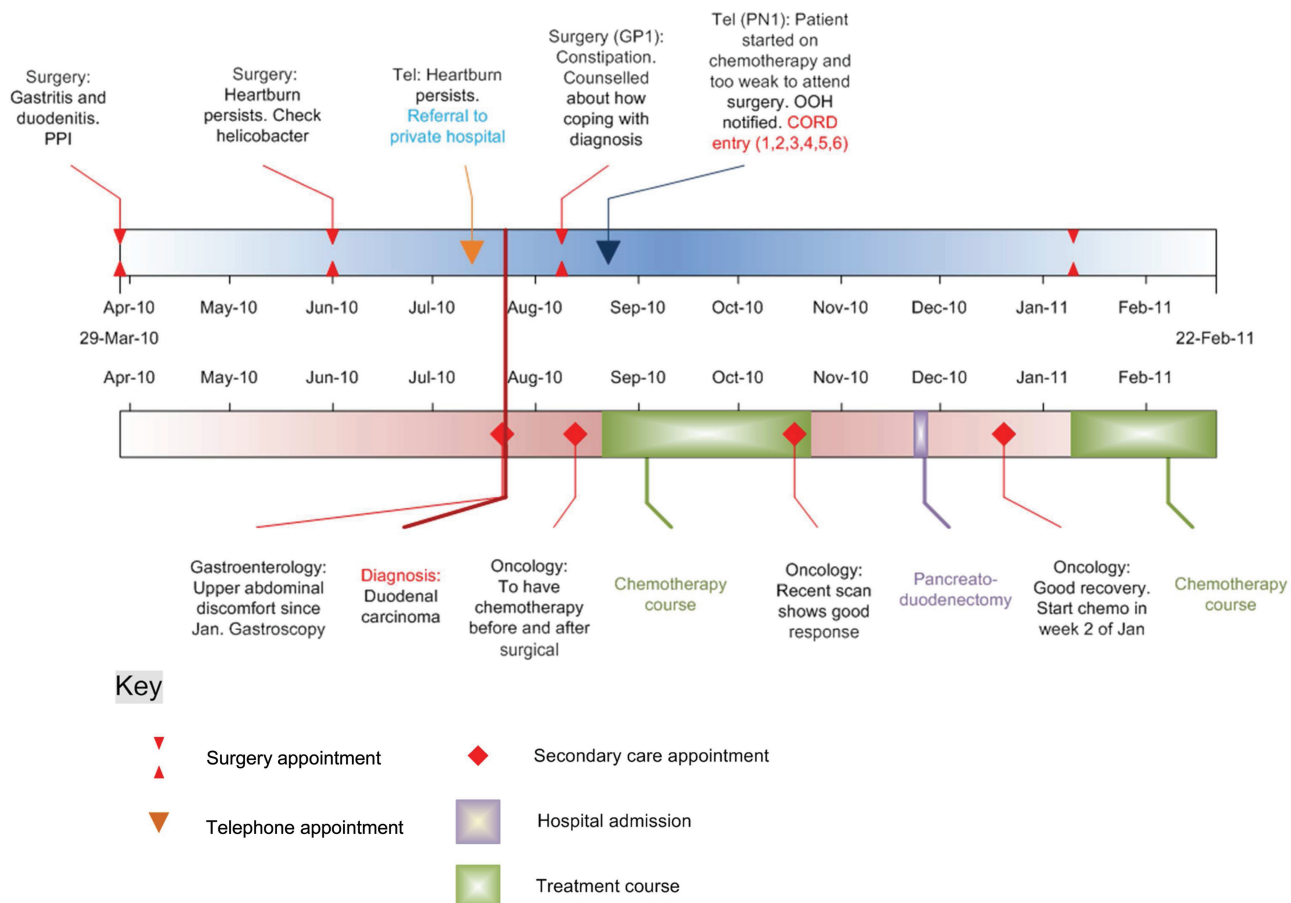 Surgery:
Gastritis and
duodenitis.
PPI
Surgery:
Heartburn
persists. Check
helicobacter
Tel: Heartburn
persists.
Referral to
private hospital
Surgery (GP1):
Constipation.
Counselled
about how
coping with
diagnosis
Tel (PN1): Patient
started on
chemotherapy and
too weak to attend
surgery. OOH
notified. CORD
entry (1,2,3,4,5,6)
Apr-10 May-10 Jun-10 Jul-10 Aug-10 Sep-10 Oct-10 Nov-10 Dec-10 Jan-11 Feb-11
29-Mar-10 22-Feb-11
Apr-10 May-10 Jun-10 Jul-10 Aug-10 Sep-10 Oct-10 Nov-10 Dec-10 Jan-11 Feb-11
Gastroenterology:
Upper abdominal
discomfort since
Jan. Gastroscopy
Diagnosis:
Duodenal
carcinoma
Oncology:
To have
chemotherapy
before and after
surgical
Chemotherapy
course
Oncology:
Recent scan
shows good
response
Pancreato-
duodenectomy
Oncology:
Good recovery.
Start chemo in
week 2 of Jan
Chemotherapy
course
Key
Surgery appointment
Telephone appointment
Secondary care appointment
Hospital admission
Treatment course